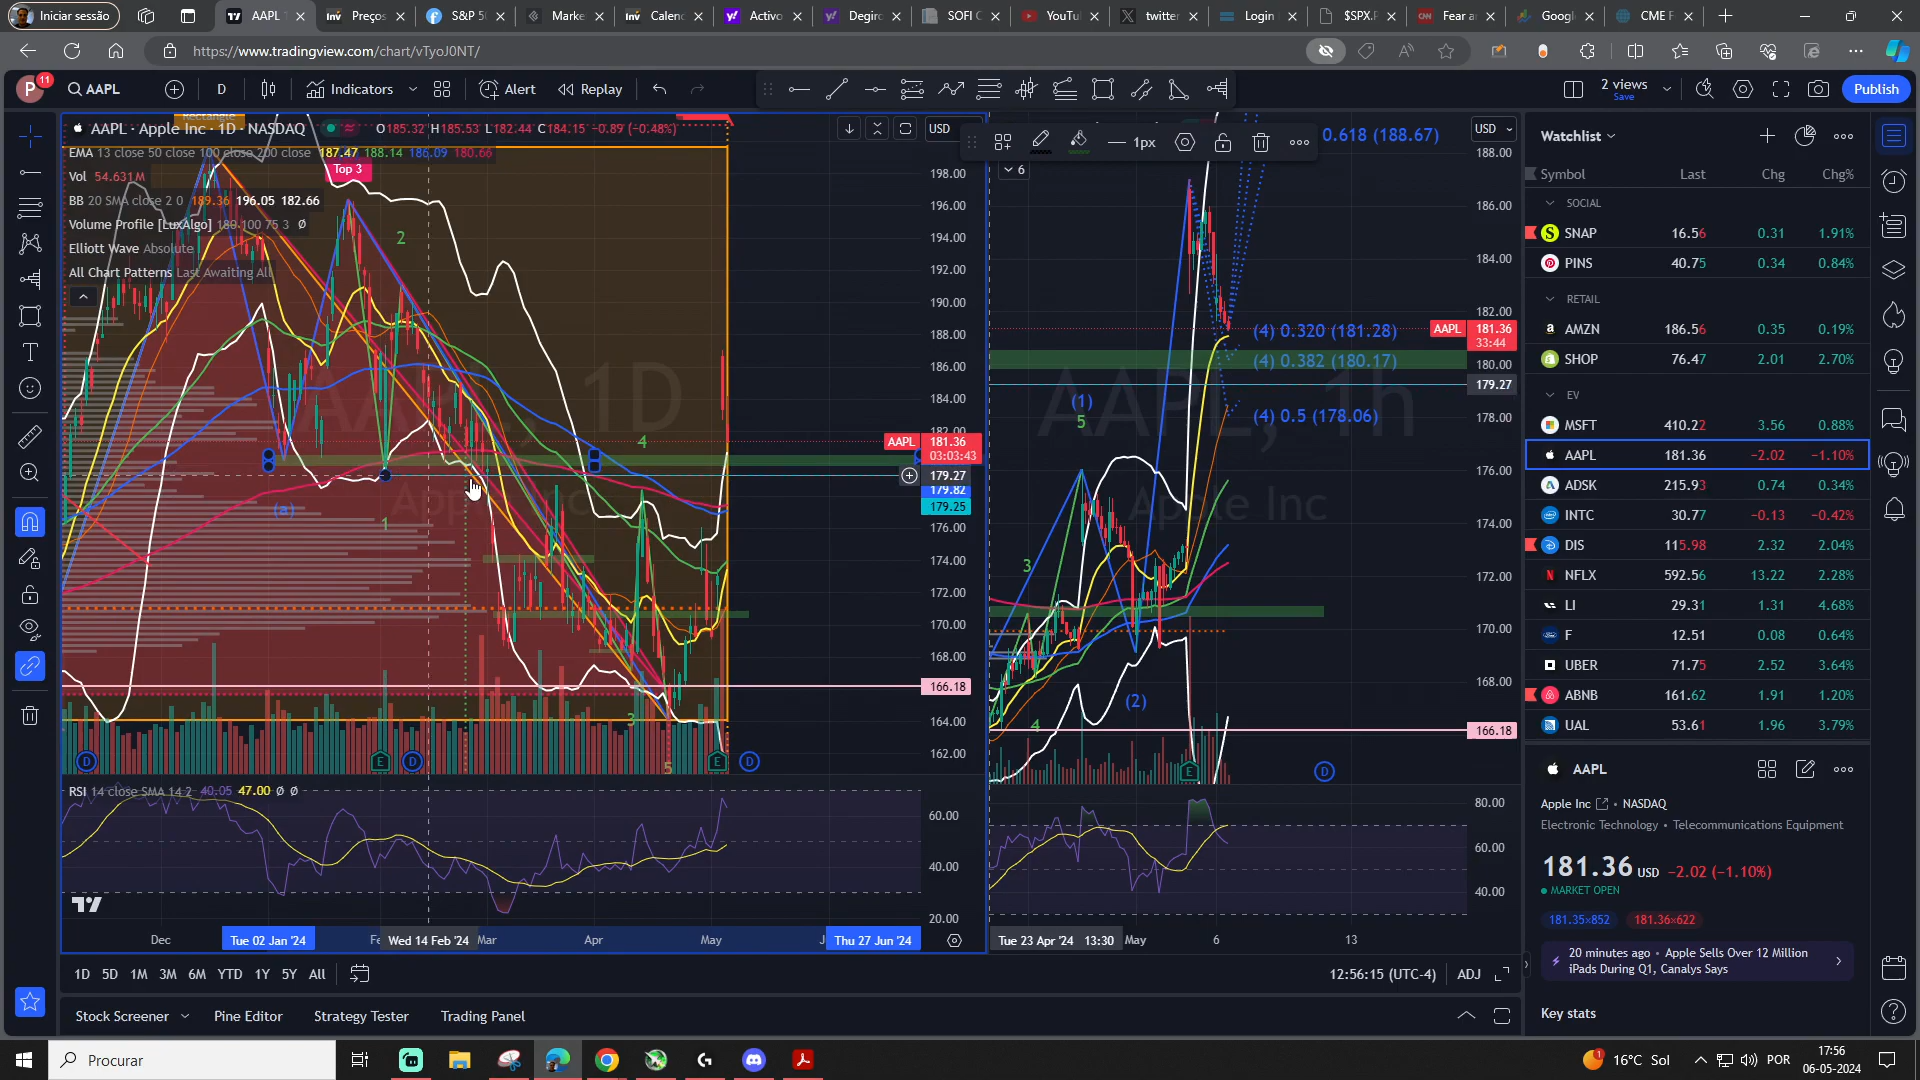 Iniciar sessão
AAPL 1
Preços
S&P 5
Marke
Calen
Activo
Degiro
SOFI C
YouTu
twitter
Login
$SPX.P
Fear a
Googl
CME F
https://www.tradingview.com/chart/vTyoJ0NT/
P 11
AAPL
D
Indicators
Alert
Replay
2 views
Save
Publish
Rectangle
AAPL · Apple Inc · 1D · NASDAQ
O185.32 H185.53 L182.44 C184.15 −0.89 (−0.48%)
USD
EMA 13 close 50 close 100 close 200 close 187.47 188.14 186.09 180.66
Vol 54.631M
BB 20 SMA close 2 0 189.36 196.05 182.66
Volume Profile [LuxAlgo] 180 100 75 3 Ø
Elliott Wave Absolute
All Chart Patterns Last Awaiting All
Top 3
2
4
(a)
1
3
5
AAPL, 1D
Apple Inc
198.00
196.00
194.00
192.00
190.00
188.00
186.00
184.00
182.00
AAPL 181.36
03:03:43
179.27
179.82
179.25
176.00
174.00
172.00
170.00
168.00
166.18
164.00
162.00
D
E
D
E
D
RSI 14 close SMA 14 2 40.05 47.00 Ø Ø
60.00
40.00
20.00
Dec
Tue 02 Jan '24
Wed 14 Feb '24
Mar
Apr
May
Thu 27 Jun '24
1px
0.618 (188.67)
USD
6
188.00
186.00
184.00
182.00
AAPL 181.36
33:44
180.00
179.27
178.00
176.00
174.00
172.00
170.00
168.00
166.18
(4) 0.320 (181.28)
(4) 0.382 (180.17)
(4) 0.5 (178.06)
(1)
5
3
(2)
4
AAPL, 1h
Apple Inc
E
D
80.00
60.00
40.00
Tue 23 Apr '24 13:30
May
6
13
1D 5D 1M 3M 6M YTD 1Y 5Y All
12:56:15 (UTC-4)
ADJ
Stock Screener
Pine Editor
Strategy Tester
Trading Panel
Watchlist
Symbol Last Chg Chg%
SOCIAL
SNAP 16.56 0.31 1.91%
PINS 40.75 0.34 0.84%
RETAIL
AMZN 186.56 0.35 0.19%
SHOP 76.47 2.01 2.70%
EV
MSFT 410.22 3.56 0.88%
AAPL 181.36 −2.02 −1.10%
ADSK 215.93 0.74 0.34%
INTC 30.77 −0.13 −0.42%
DIS 115.98 2.32 2.04%
NFLX 592.56 13.22 2.28%
LI 29.31 1.31 4.68%
F 12.51 0.08 0.64%
UBER 71.75 2.52 3.64%
ABNB 161.62 1.91 1.20%
UAL 53.61 1.96 3.79%
AAPL
Apple Inc • NASDAQ
Electronic Technology • Telecommunications Equipment
181.36 USD −2.02 (−1.10%)
MARKET OPEN
181.35×852 181.36×622
20 minutes ago • Apple Sells Over 12 Million
iPads During Q1, Canalys Says
Key stats
Procurar
16°C Sol
POR
17:56
06-05-2024